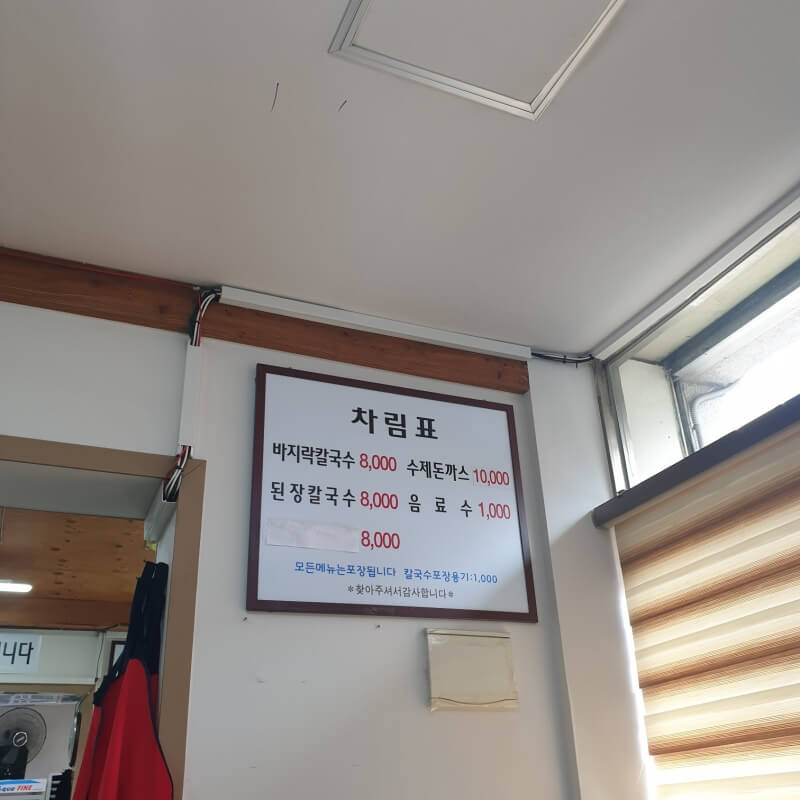 차림표
바지락칼국수 8,000 수제돈까스 10,000
된장칼국수 8,000 음료수 1,000
8,000
모든메뉴는포장됩니다 칼국수포장용기:1,000
*찾아주셔서감사합니다*
니다
FINE